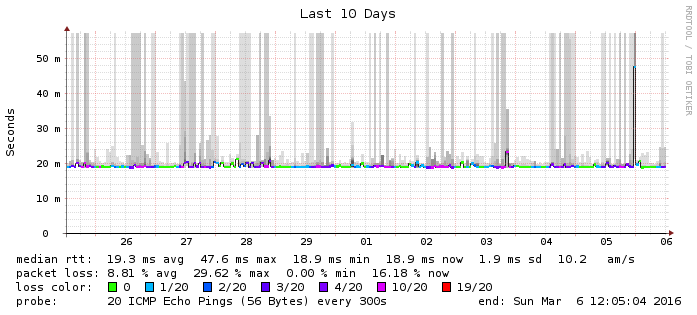 Last 10 Days
RRDTOOL / TOBI OETIKER
Seconds
50 m
40 m
30 m
20 m
10 m
0
26 27 28 29 01 02 03 04 05 06
median rtt: 19.3 ms avg 47.6 ms max 18.9 ms min 18.9 ms now 1.9 ms sd 10.2 am/s
packet loss: 8.81 % avg 29.62 % max 0.00 % min 16.18 % now
loss color: 0 1/20 2/20 3/20 4/20 10/20 19/20
probe: 20 ICMP Echo Pings (56 Bytes) every 300s end: Sun Mar 6 12:05:04 2016